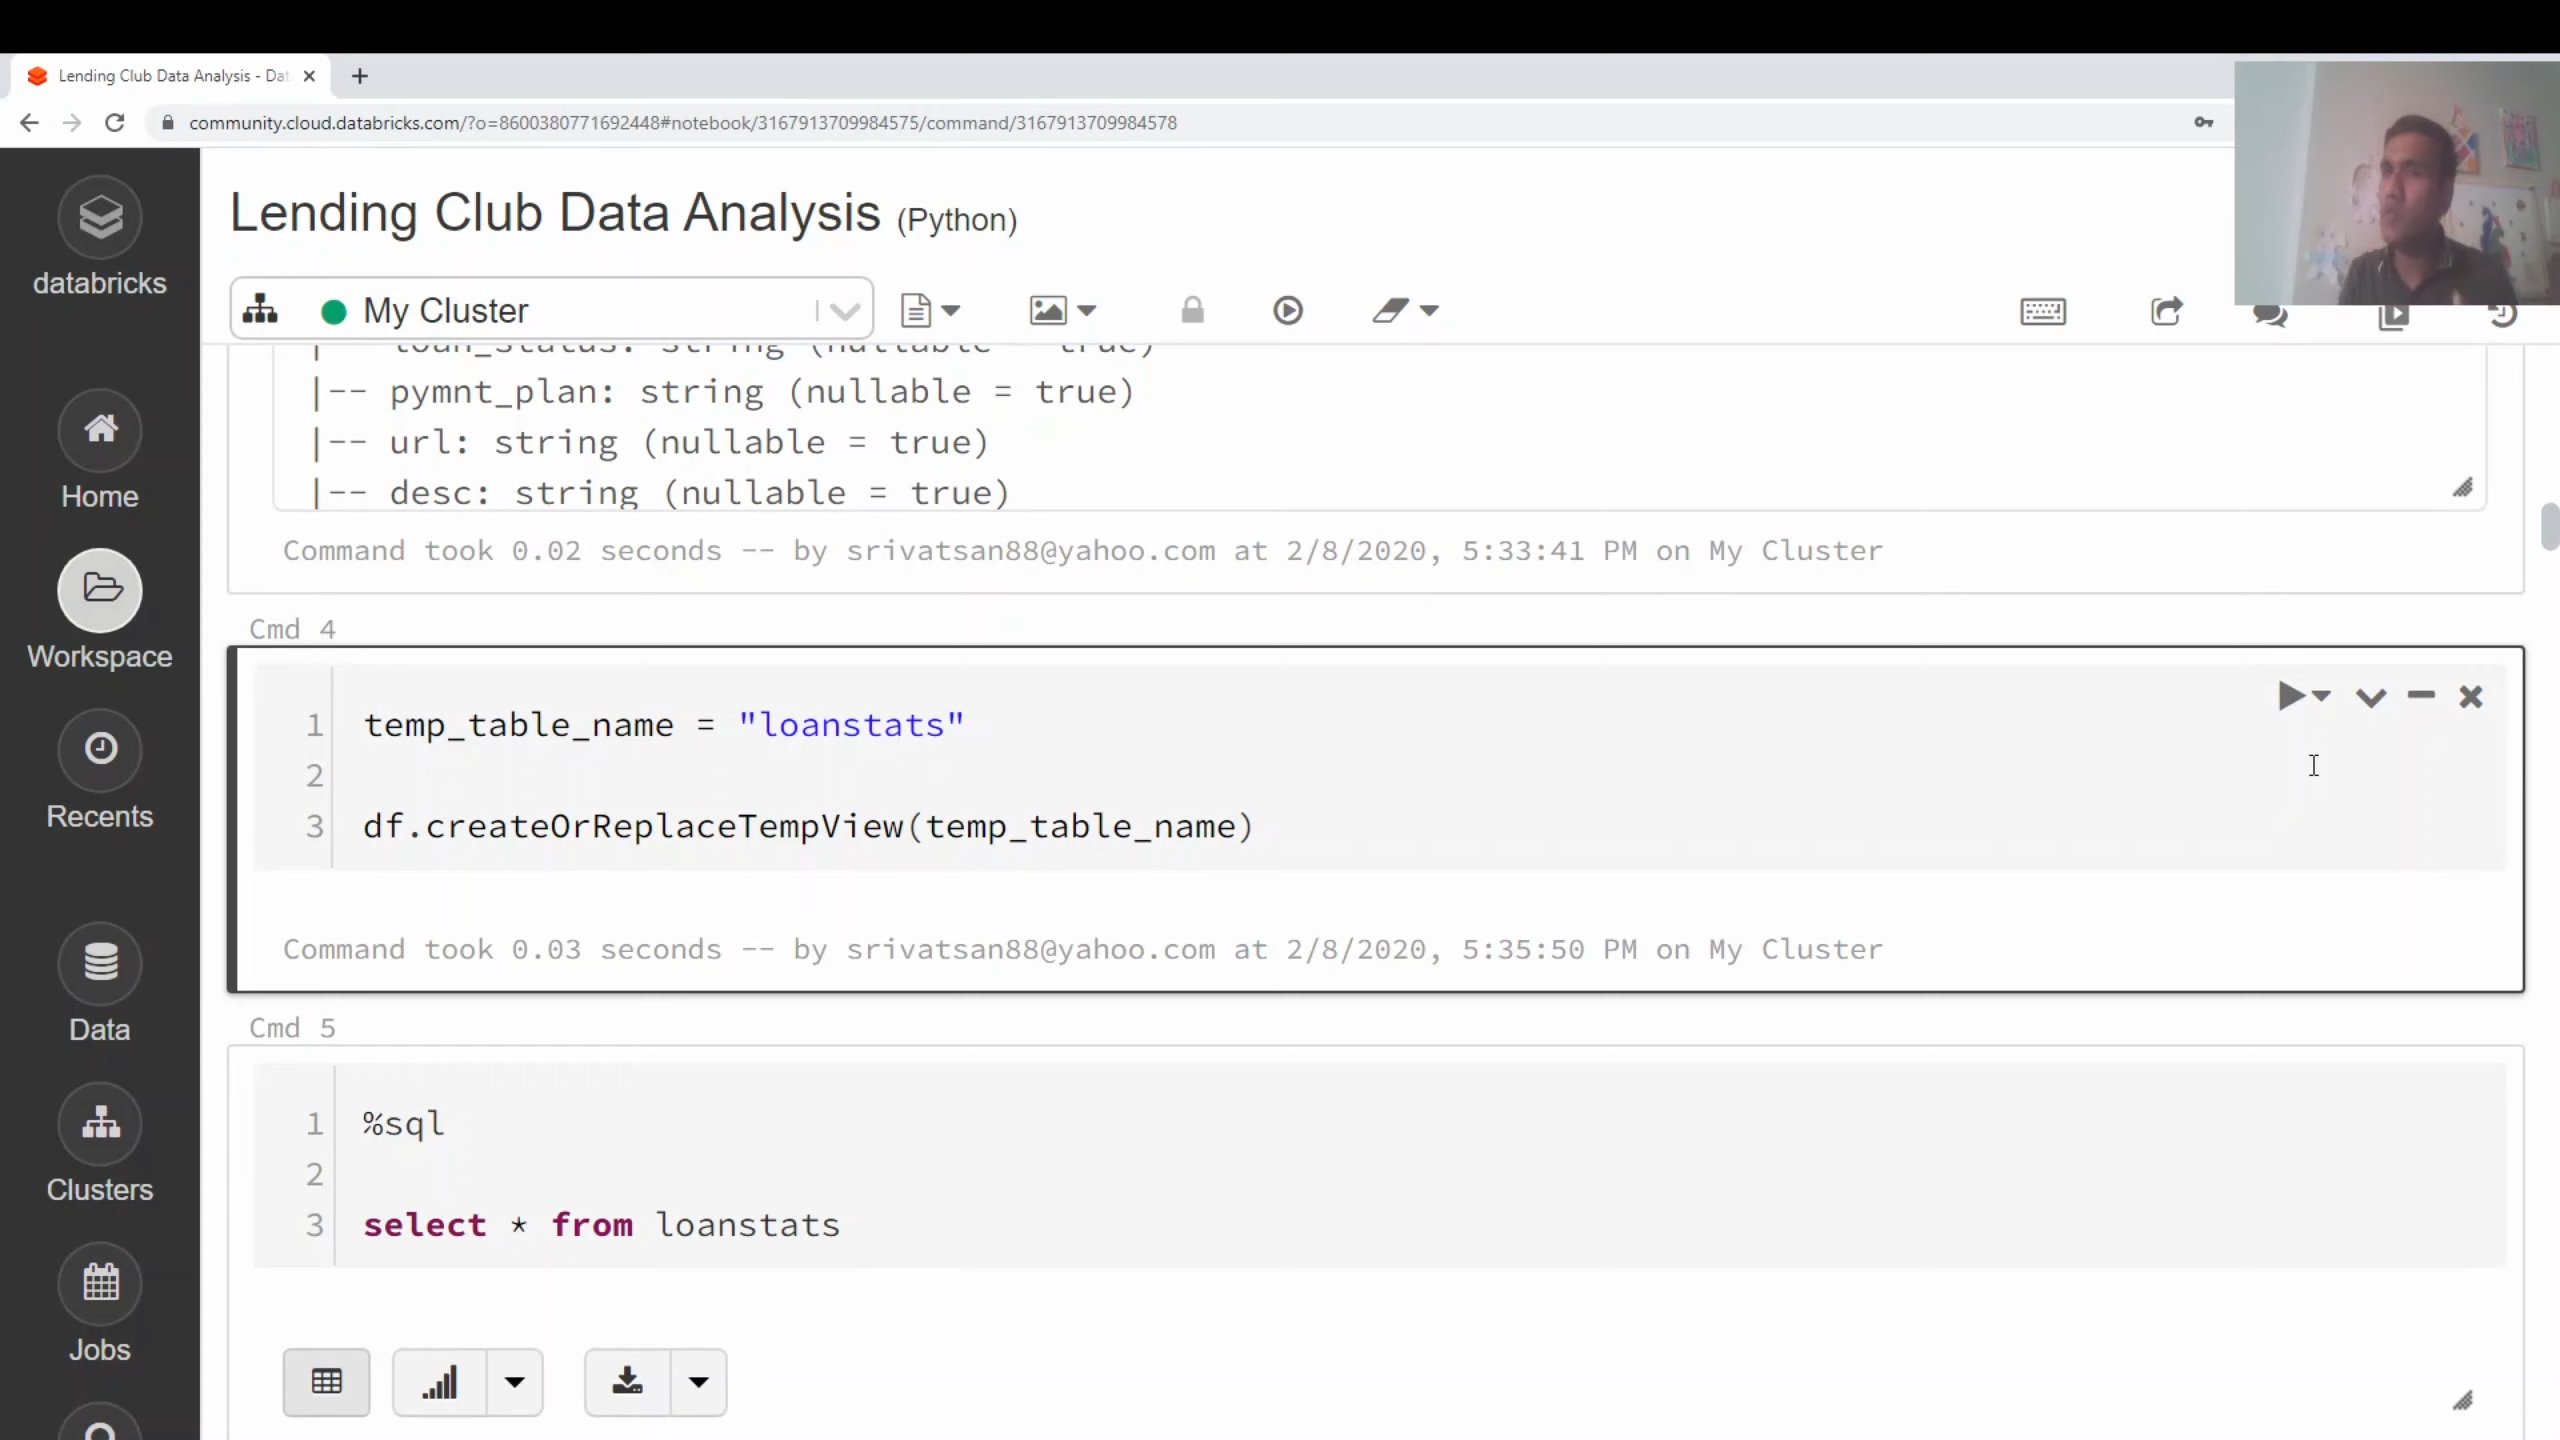 Lending Club Data Analysis - Dat
community.cloud.databricks.com/?o=8600380771692448#notebook/3167913709984575/command/3167913709984578
databricks
Home
Workspace
Recents
Data
Clusters
Jobs
Lending Club Data Analysis (Python)
My Cluster
loan_status: string (nullable = true)
|-- pymnt_plan: string (nullable = true)
|-- url: string (nullable = true)
|-- desc: string (nullable = true)
Command took 0.02 seconds -- by srivatsan88@yahoo.com at 2/8/2020, 5:33:41 PM on My Cluster
Cmd 4
1 temp_table_name = "loanstats"
2
3 df.createOrReplaceTempView(temp_table_name)
Command took 0.03 seconds -- by srivatsan88@yahoo.com at 2/8/2020, 5:35:50 PM on My Cluster
Cmd 5
1 %sql
2
3 select * from loanstats